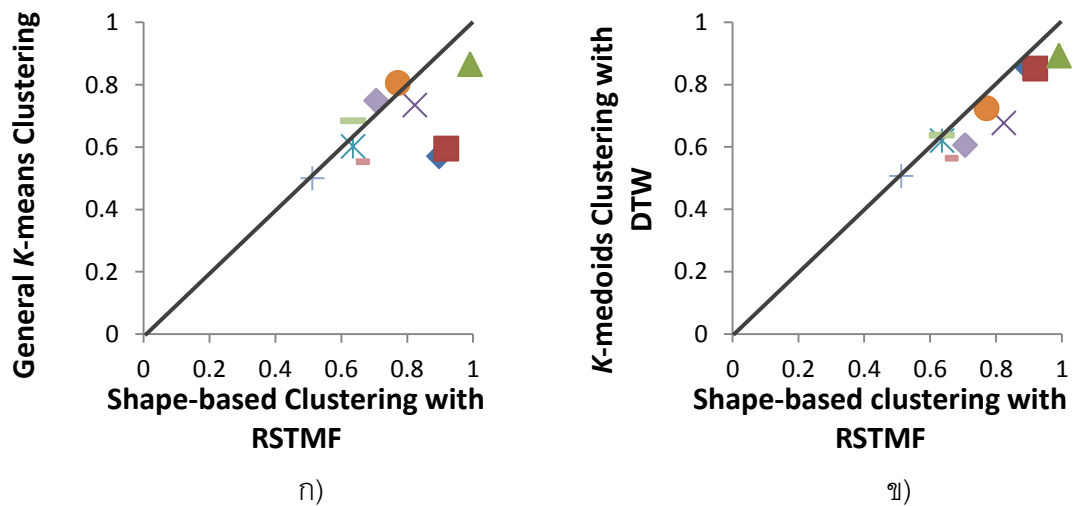 General K-means Clustering
1
0.8
0.6
0.4
0.2
0
0 0.2 0.4 0.6 0.8 1
Shape-based Clustering with
RSTMF
ก)
K-medoids Clustering with
DTW
1
0.8
0.6
0.4
0.2
0
0 0.2 0.4 0.6 0.8 1
Shape-based clustering with
RSTMF
ข)